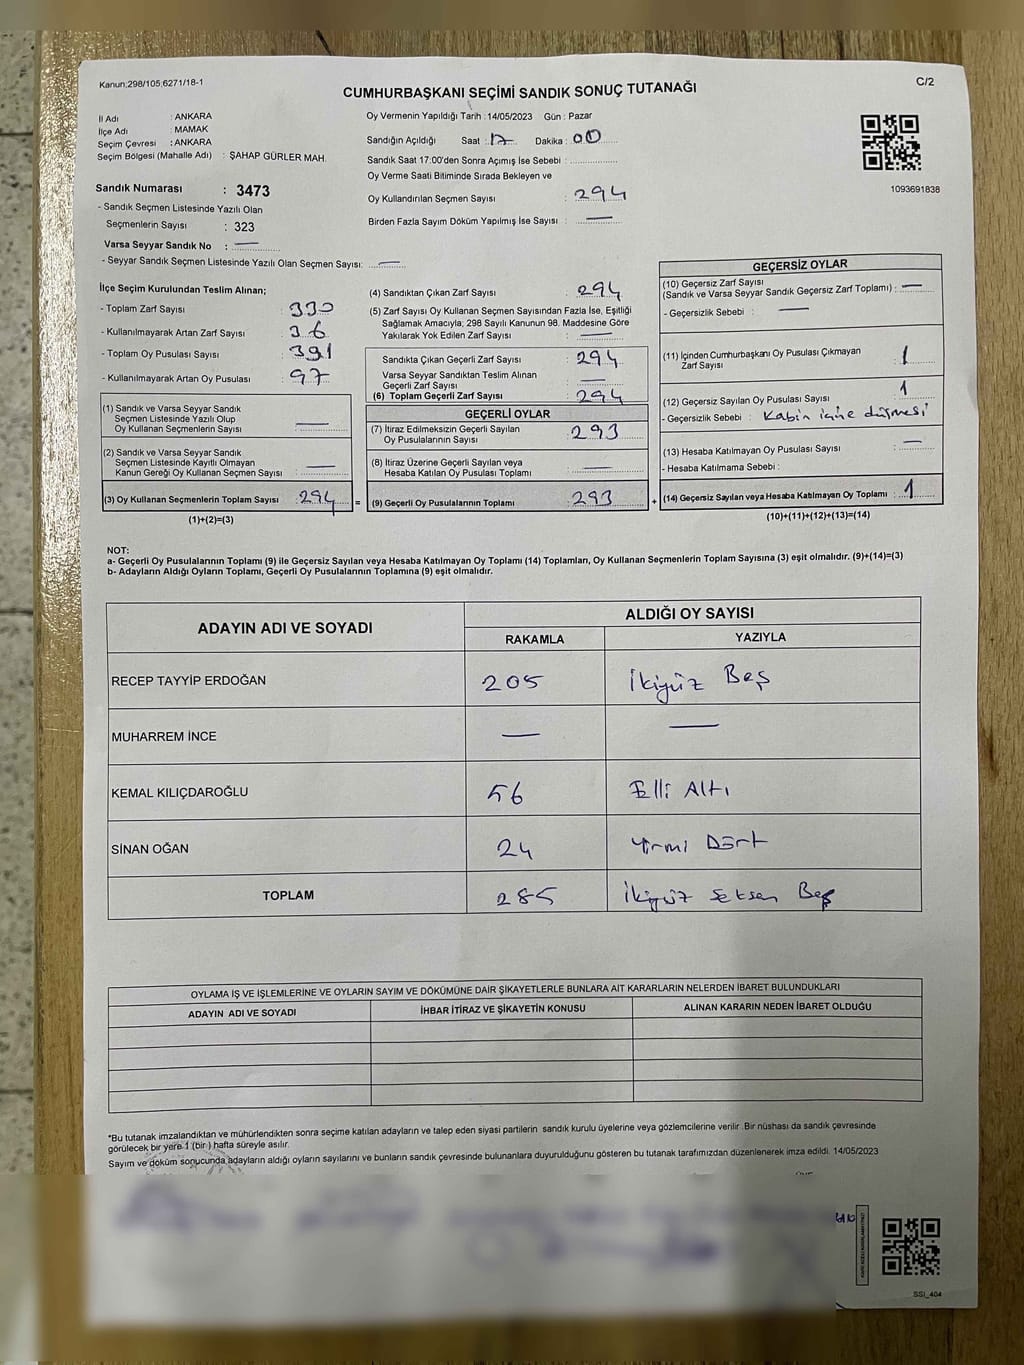 Kanun;298/105;6271/18-1
C/2
CUMHURBAŞKANI SEÇİMİ SANDIK SONUÇ TUTANAĞI
İl Adı : ANKARA
İlçe Adı : MAMAK
Seçim Çevresi : ANKARA
Seçim Bölgesi (Mahalle Adı) : ŞAHAP GÜRLER MAH.
Sandık Numarası : 3473
- Sandık Seçmen Listesinde Yazılı Olan
Seçmenlerin Sayısı : 323
Varsa Seyyar Sandık No : —
- Seyyar Sandık Seçmen Listesinde Yazılı Olan Seçmen Sayısı: —
Oy Vermenin Yapıldığı Tarih :14/05/2023 Gün : Pazar
Sandığın Açıldığı Saat : 17 Dakika : 00
Sandık Saat 17:00'den Sonra Açımış İse Sebebi :
Oy Verme Saati Bitiminde Sırada Bekleyen ve
Oy Kullandırılan Seçmen Sayısı : 294
Birden Fazla Sayım Döküm Yapılmış İse Sayısı : —
1093691838
İlçe Seçim Kurulundan Teslim Alınan;
- Toplam Zarf Sayısı : 330
- Kullanılmayarak Artan Zarf Sayısı : 36
- Toplam Oy Pusulası Sayısı : 391
- Kullanılmayarak Artan Oy Pusulası : 97
(1) Sandık ve Varsa Seyyar Sandık
Seçmen Listesinde Yazılı Olup
Oy Kullanan Seçmenlerin Sayısı : —
(2) Sandık ve Varsa Seyyar Sandık
Seçmen Listesinde Kayıtlı Olmayan
Kanun Gereği Oy Kullanan Seçmen Sayısı : —
(3) Oy Kullanan Seçmenlerin Toplam Sayısı : 294 =
(1)+(2)=(3)
(4) Sandıktan Çıkan Zarf Sayısı : 294
(5) Zarf Sayısı Oy Kullanan Seçmen Sayısından Fazla İse, Eşitliği
Sağlamak Amacıyla; 298 Sayılı Kanunun 98. Maddesine Göre
Yakılarak Yok Edilen Zarf Sayısı : —
Sandıkta Çıkan Geçerli Zarf Sayısı : 294
Varsa Seyyar Sandıktan Teslim Alınan
Geçerli Zarf Sayısı : —
(6) Toplam Geçerli Zarf Sayısı : 294
GEÇERLİ OYLAR
(7) İtiraz Edilmeksizin Geçerli Sayılan
Oy Pusulalarının Sayısı : 293
(8) İtiraz Üzerine Geçerli Sayılan veya
Hesaba Katılan Oy Pusulası Toplamı : —
(9) Geçerli Oy Pusulalarının Toplamı : 293 +
GEÇERSİZ OYLAR
(10) Geçersiz Zarf Sayısı
(Sandık ve Varsa Seyyar Sandık Geçersiz Zarf Toplamı) : —
- Geçersizlik Sebebi : —
(11) İçinden Cumhurbaşkanı Oy Pusulası Çıkmayan
Zarf Sayısı : 1
(12) Geçersiz Sayılan Oy Pusulası Sayısı : 1
- Geçersizlik Sebebi : Kabin içine düşmesi
(13) Hesaba Katılmayan Oy Pusulası Sayısı : —
- Hesaba Katılmama Sebebi :
(14) Geçersiz Sayılan veya Hesaba Katılmayan Oy Toplamı : 1
(10)+(11)+(12)+(13)=(14)
NOT:
a- Geçerli Oy Pusulalarının Toplamı (9) ile Geçersiz Sayılan veya Hesaba Katılmayan Oy Toplamı (14) Toplamları, Oy Kullanan Seçmenlerin Toplam Sayısına (3) eşit olmalıdır. (9)+(14)=(3)
b- Adayların Aldığı Oyların Toplamı, Geçerli Oy Pusulalarının Toplamına (9) eşit olmalıdır.
ADAYIN ADI VE SOYADI
ALDIĞI OY SAYISI
RAKAMLA YAZIYLA
RECEP TAYYİP ERDOĞAN 205 İkiyüz Beş
MUHARREM İNCE — —
KEMAL KILIÇDAROĞLU 56 Elli Altı
SİNAN OĞAN 24 Yirmi Dört
TOPLAM 285 İkiyüz Seksen Beş
OYLAMA İŞ VE İŞLEMLERİNE VE OYLARIN SAYIM VE DÖKÜMÜNE DAİR ŞİKAYETLERLE BUNLARA AİT KARARLARIN NELERDEN İBARET BULUNDUKLARI
ADAYIN ADI VE SOYADI İHBAR İTİRAZ VE ŞİKAYETİN KONUSU ALINAN KARARIN NEDEN İBARET OLDUĞU
*Bu tutanak imzalandıktan ve mühürlendikten sonra seçime katılan adayların ve talep eden siyasi partilerin sandık kurulu üyelerine veya gözlemcilerine verilir. Bir nüshası da sandık çevresinde
görülecek bir yere 1 (bir ) hafta süreyle asılır.
Sayım ve döküm sonucunda adayların aldığı oyların sayılarını ve bunların sandık çevresinde bulunanlara duyurulduğunu gösteren bu tutanak tarafımızdan düzenlenerek imza edildi. 14/05/2023
SSI_404